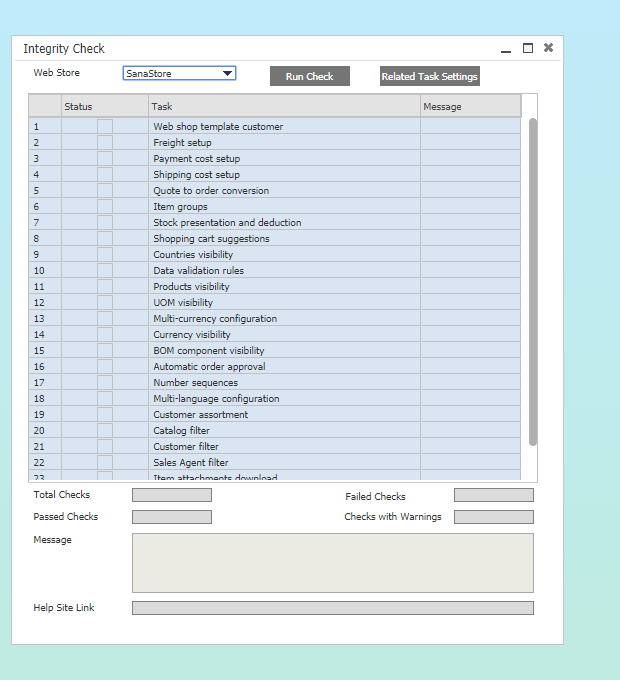 Integrity Check
Web Store SanaStore Run Check Related Task Settings
Status Task Message
1 Web shop template customer
2 Freight setup
3 Payment cost setup
4 Shipping cost setup
5 Quote to order conversion
6 Item groups
7 Stock presentation and deduction
8 Shopping cart suggestions
9 Countries visibility
10 Data validation rules
11 Products visibility
12 UOM visibility
13 Multi-currency configuration
14 Currency visibility
15 BOM component visibility
16 Automatic order approval
17 Number sequences
18 Multi-language configuration
19 Customer assortment
20 Catalog filter
21 Customer filter
22 Sales Agent filter
23 Item attachments download
Total Checks Failed Checks
Passed Checks Checks with Warnings
Message
Help Site Link